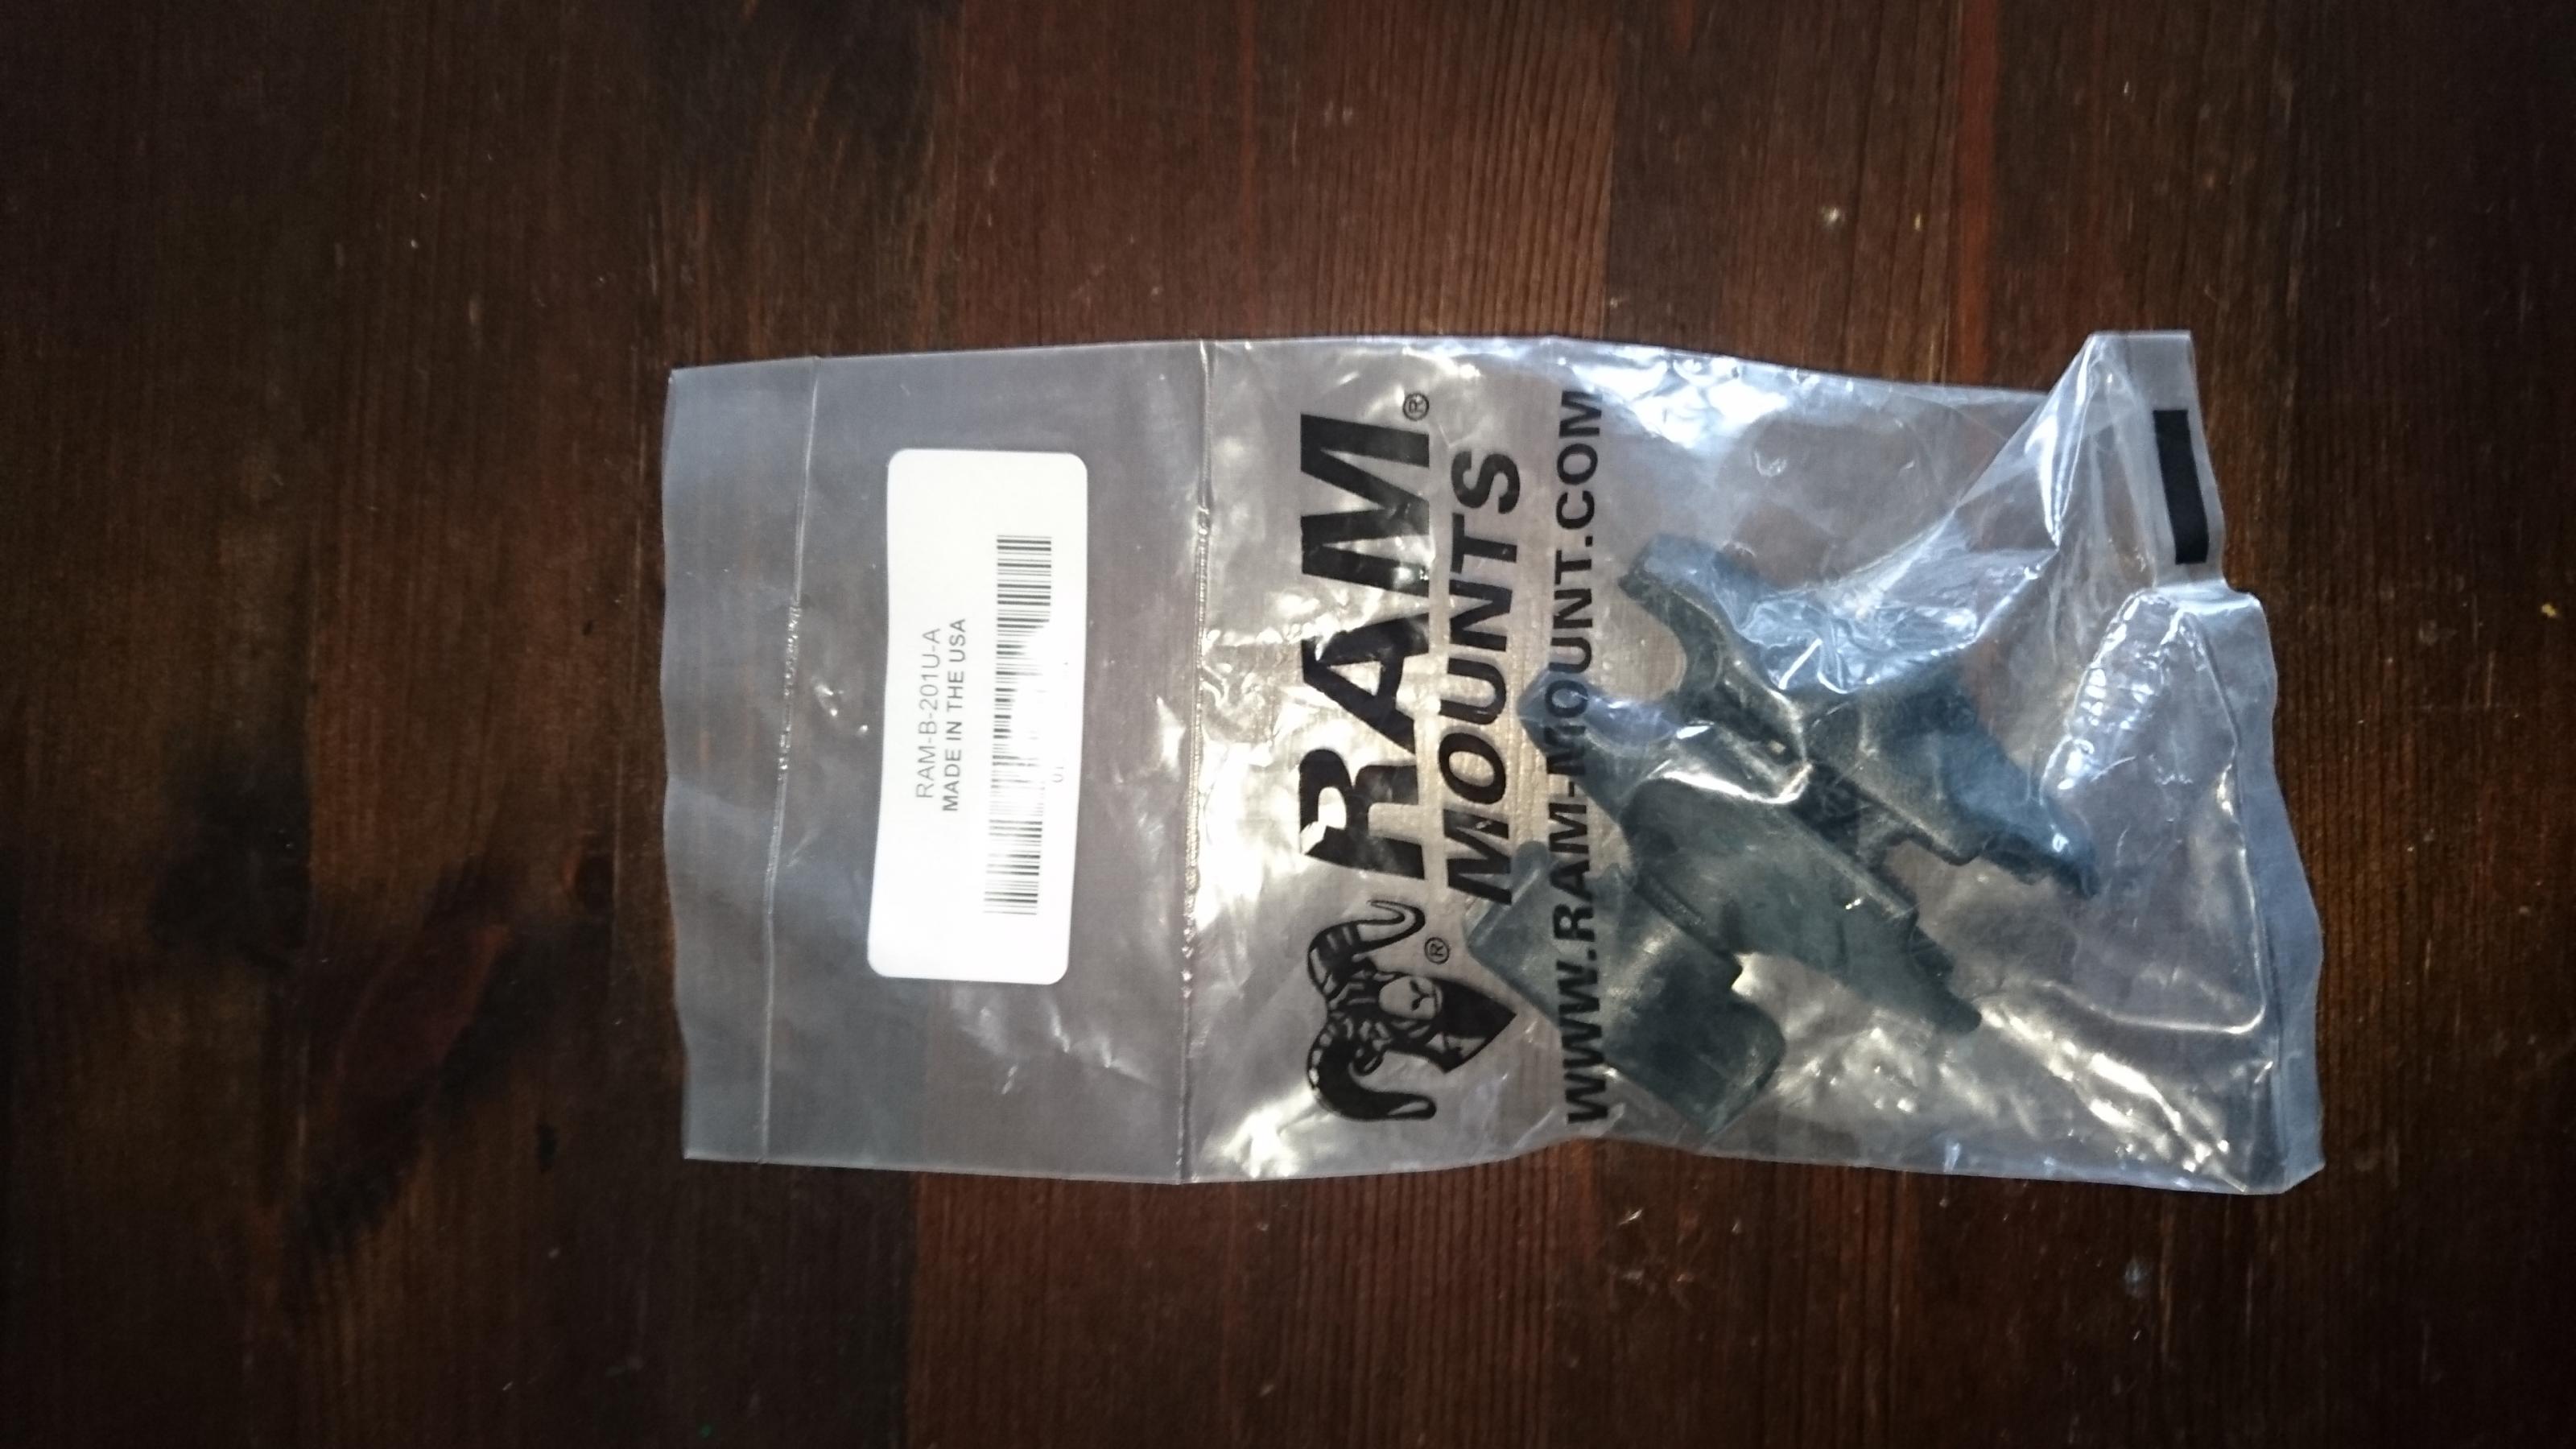 RAM-B-201U-A
MADE IN THE USA
RAM®
MOUNTS
®
WWW.RAM-MOUNT.COM